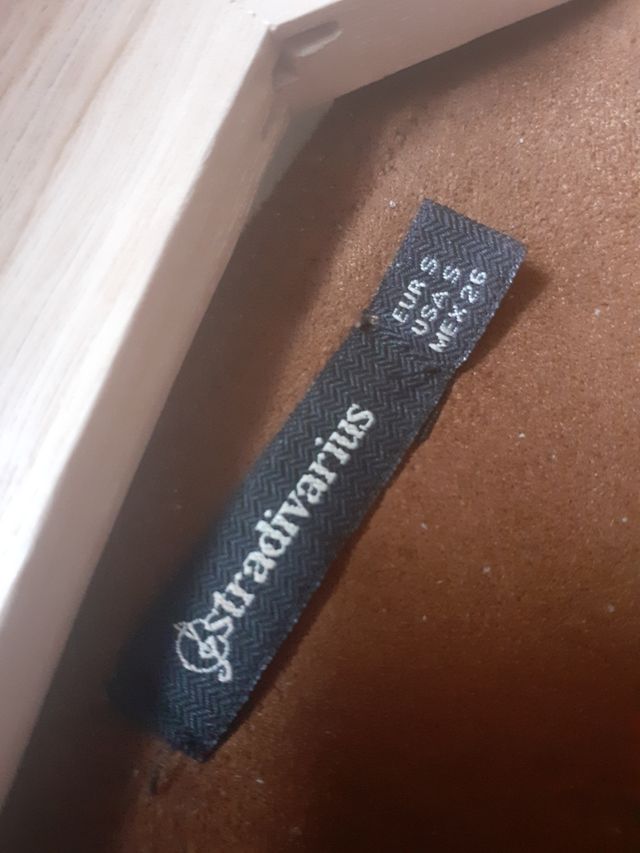 EUR S
USA S
MEX 26
Stradivarius